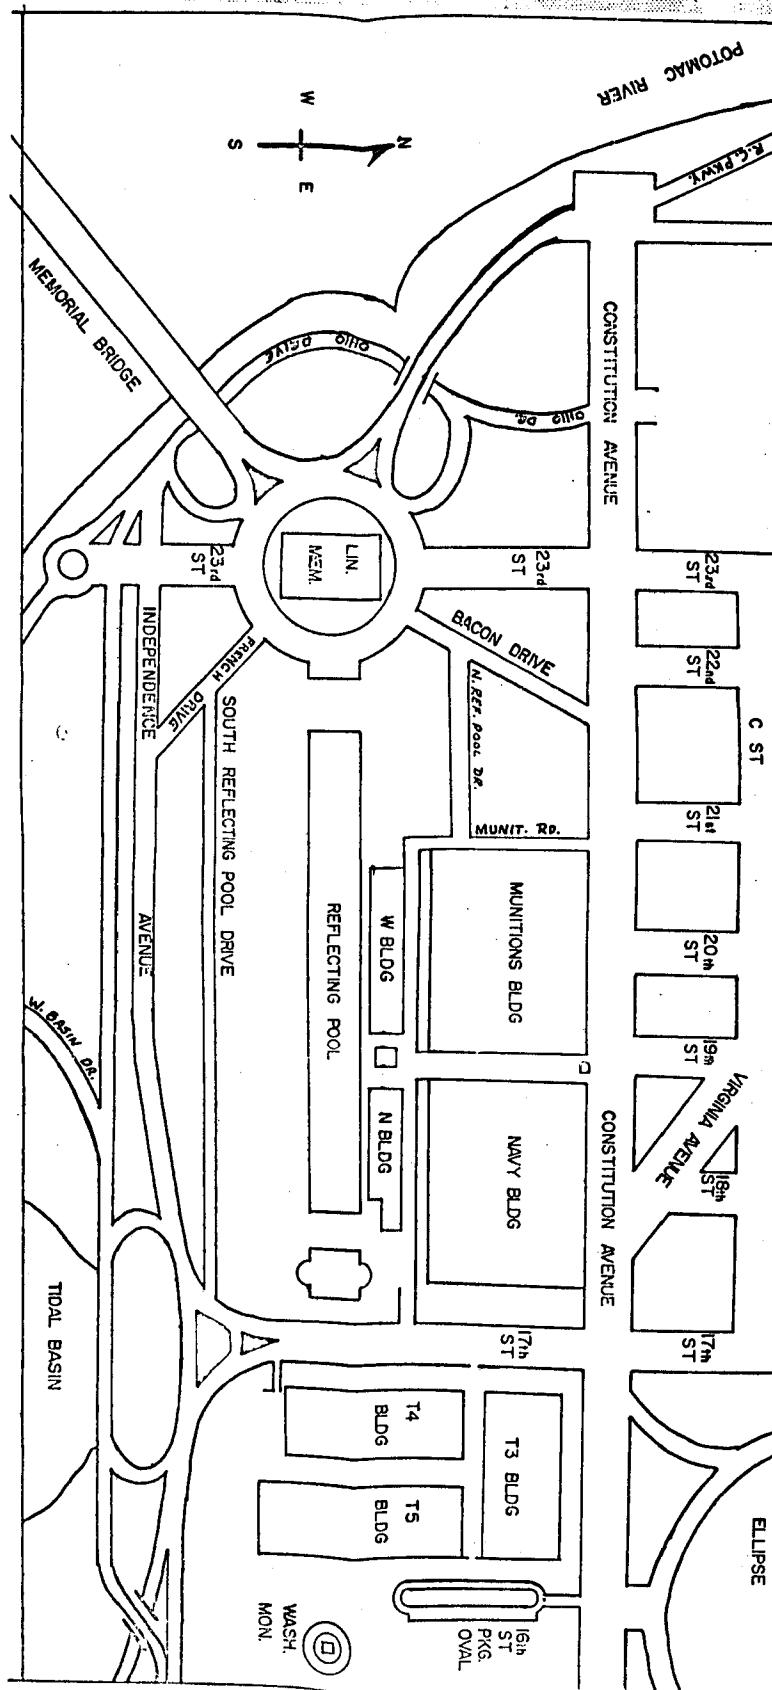 POTOMAC RIVER
R.C. PKWY.
W
S
N
E
MEMORIAL BRIDGE
OHIO DRIVE
OHIO DR.
CONSTITUTION AVENUE
23rd
ST
23rd
ST
23rd
ST
LIN.
MEM.
BACON DRIVE
22nd
ST
C ST
INDEPENDENCE
AVENUE
FRENCH DRIVE
SOUTH REFLECTING POOL DRIVE
N. REF. POOL DR.
MUNIT. RD.
21st
ST
20th
ST
19th
ST
VIRGINIA AVENUE
18th
ST
REFLECTING POOL
W BLDG
N BLDG
MUNITIONS BLDG
NAVY BLDG
CONSTITUTION AVENUE
W. BASIN DR.
TIDAL BASIN
17th
ST
17th
ST
T4
BLDG
T3 BLDG
T5
BLDG
ELLIPSE
WASH.
MON.
16th
ST
PKG.
OVAL